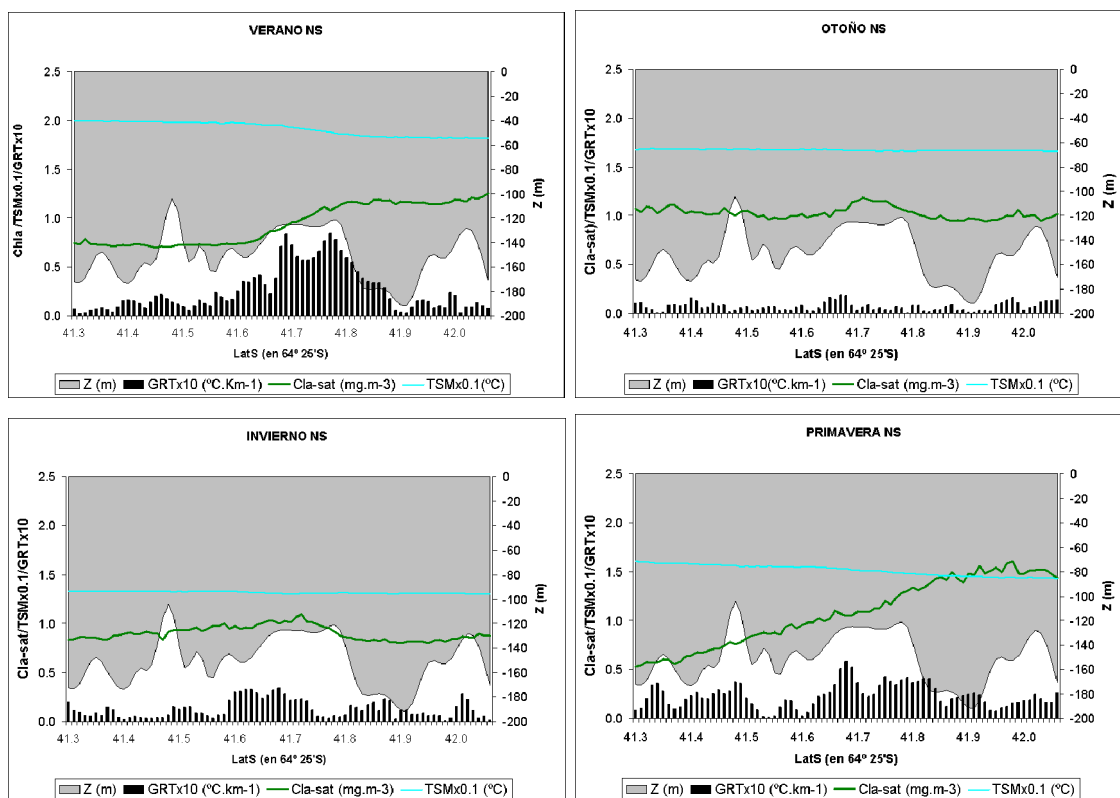 VERANO NS
Chla /TSMx0.1/GRTx10
2.5
2.0
1.5
1.0
0.5
0.0
0
-20
-40
-60
-80
-100
-120
-140
-160
-180
-200
Z (m)
41.3 41.4 41.5 41.6 41.7 41.8 41.9 42.0
LatS (en 64º 25'S)
Z (m) GRTx10 (ºC.Km-1) Cla-sat (mg.m-3) TSMx0.1(ºC)
OTOÑO NS
Cla-sat)/TSMx0.1/GRTx10
2.5
2.0
1.5
1.0
0.5
0.0
0
-20
-40
-60
-80
-100
-120
-140
-160
-180
-200
Z (m)
41.3 41.4 41.5 41.6 41.7 41.8 41.9 42.0
LatS (en 64º 25'S)
Z (m) GRTx10(ºC.km-1) Cla-sat (mg.m-3) TSMx0.1 (ºC)
INVIERNO NS
Cla-sat/TSMx0.1/GRTx10
2.5
2.0
1.5
1.0
0.5
0.0
0
-20
-40
-60
-80
-100
-120
-140
-160
-180
-200
Z (m)
41.3 41.4 41.5 41.6 41.7 41.8 41.9 42.0
LatS (en 64º 25'S)
Z (m) GRTx10 (ºC.km-1) Cla-sat (mg.m-3) TSMx0.1 (ºC)
PRIMAVERA NS
Cla-sat/TSMx0.1/GRTx10
2.5
2.0
1.5
1.0
0.5
0.0
0
-20
-40
-60
-80
-100
-120
-140
-160
-180
-200
Z (m)
41.3 41.4 41.5 41.6 41.7 41.8 41.9 42.0
LatS (en 64º 25'S)
Z (m) GRTx10 (ºC.km-1) Cla-sat (mg.m-3) TSMx0.1 (ºC)